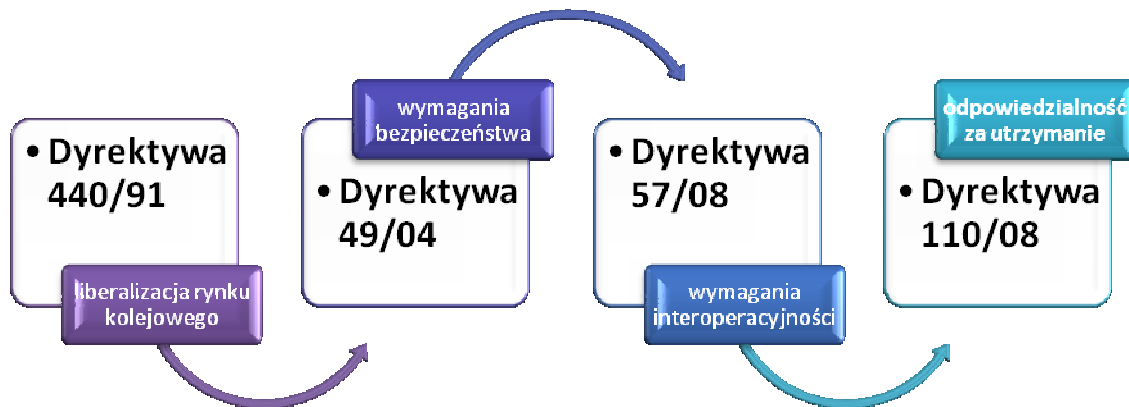 • Dyrektywa
440/91
liberalizacja rynku
kolejowego
wymagania
bezpieczeństwa
• Dyrektywa
49/04
• Dyrektywa
57/08
wymagania
interoperacyjności
odpowiedzialność
za utrzymanie
• Dyrektywa
110/08